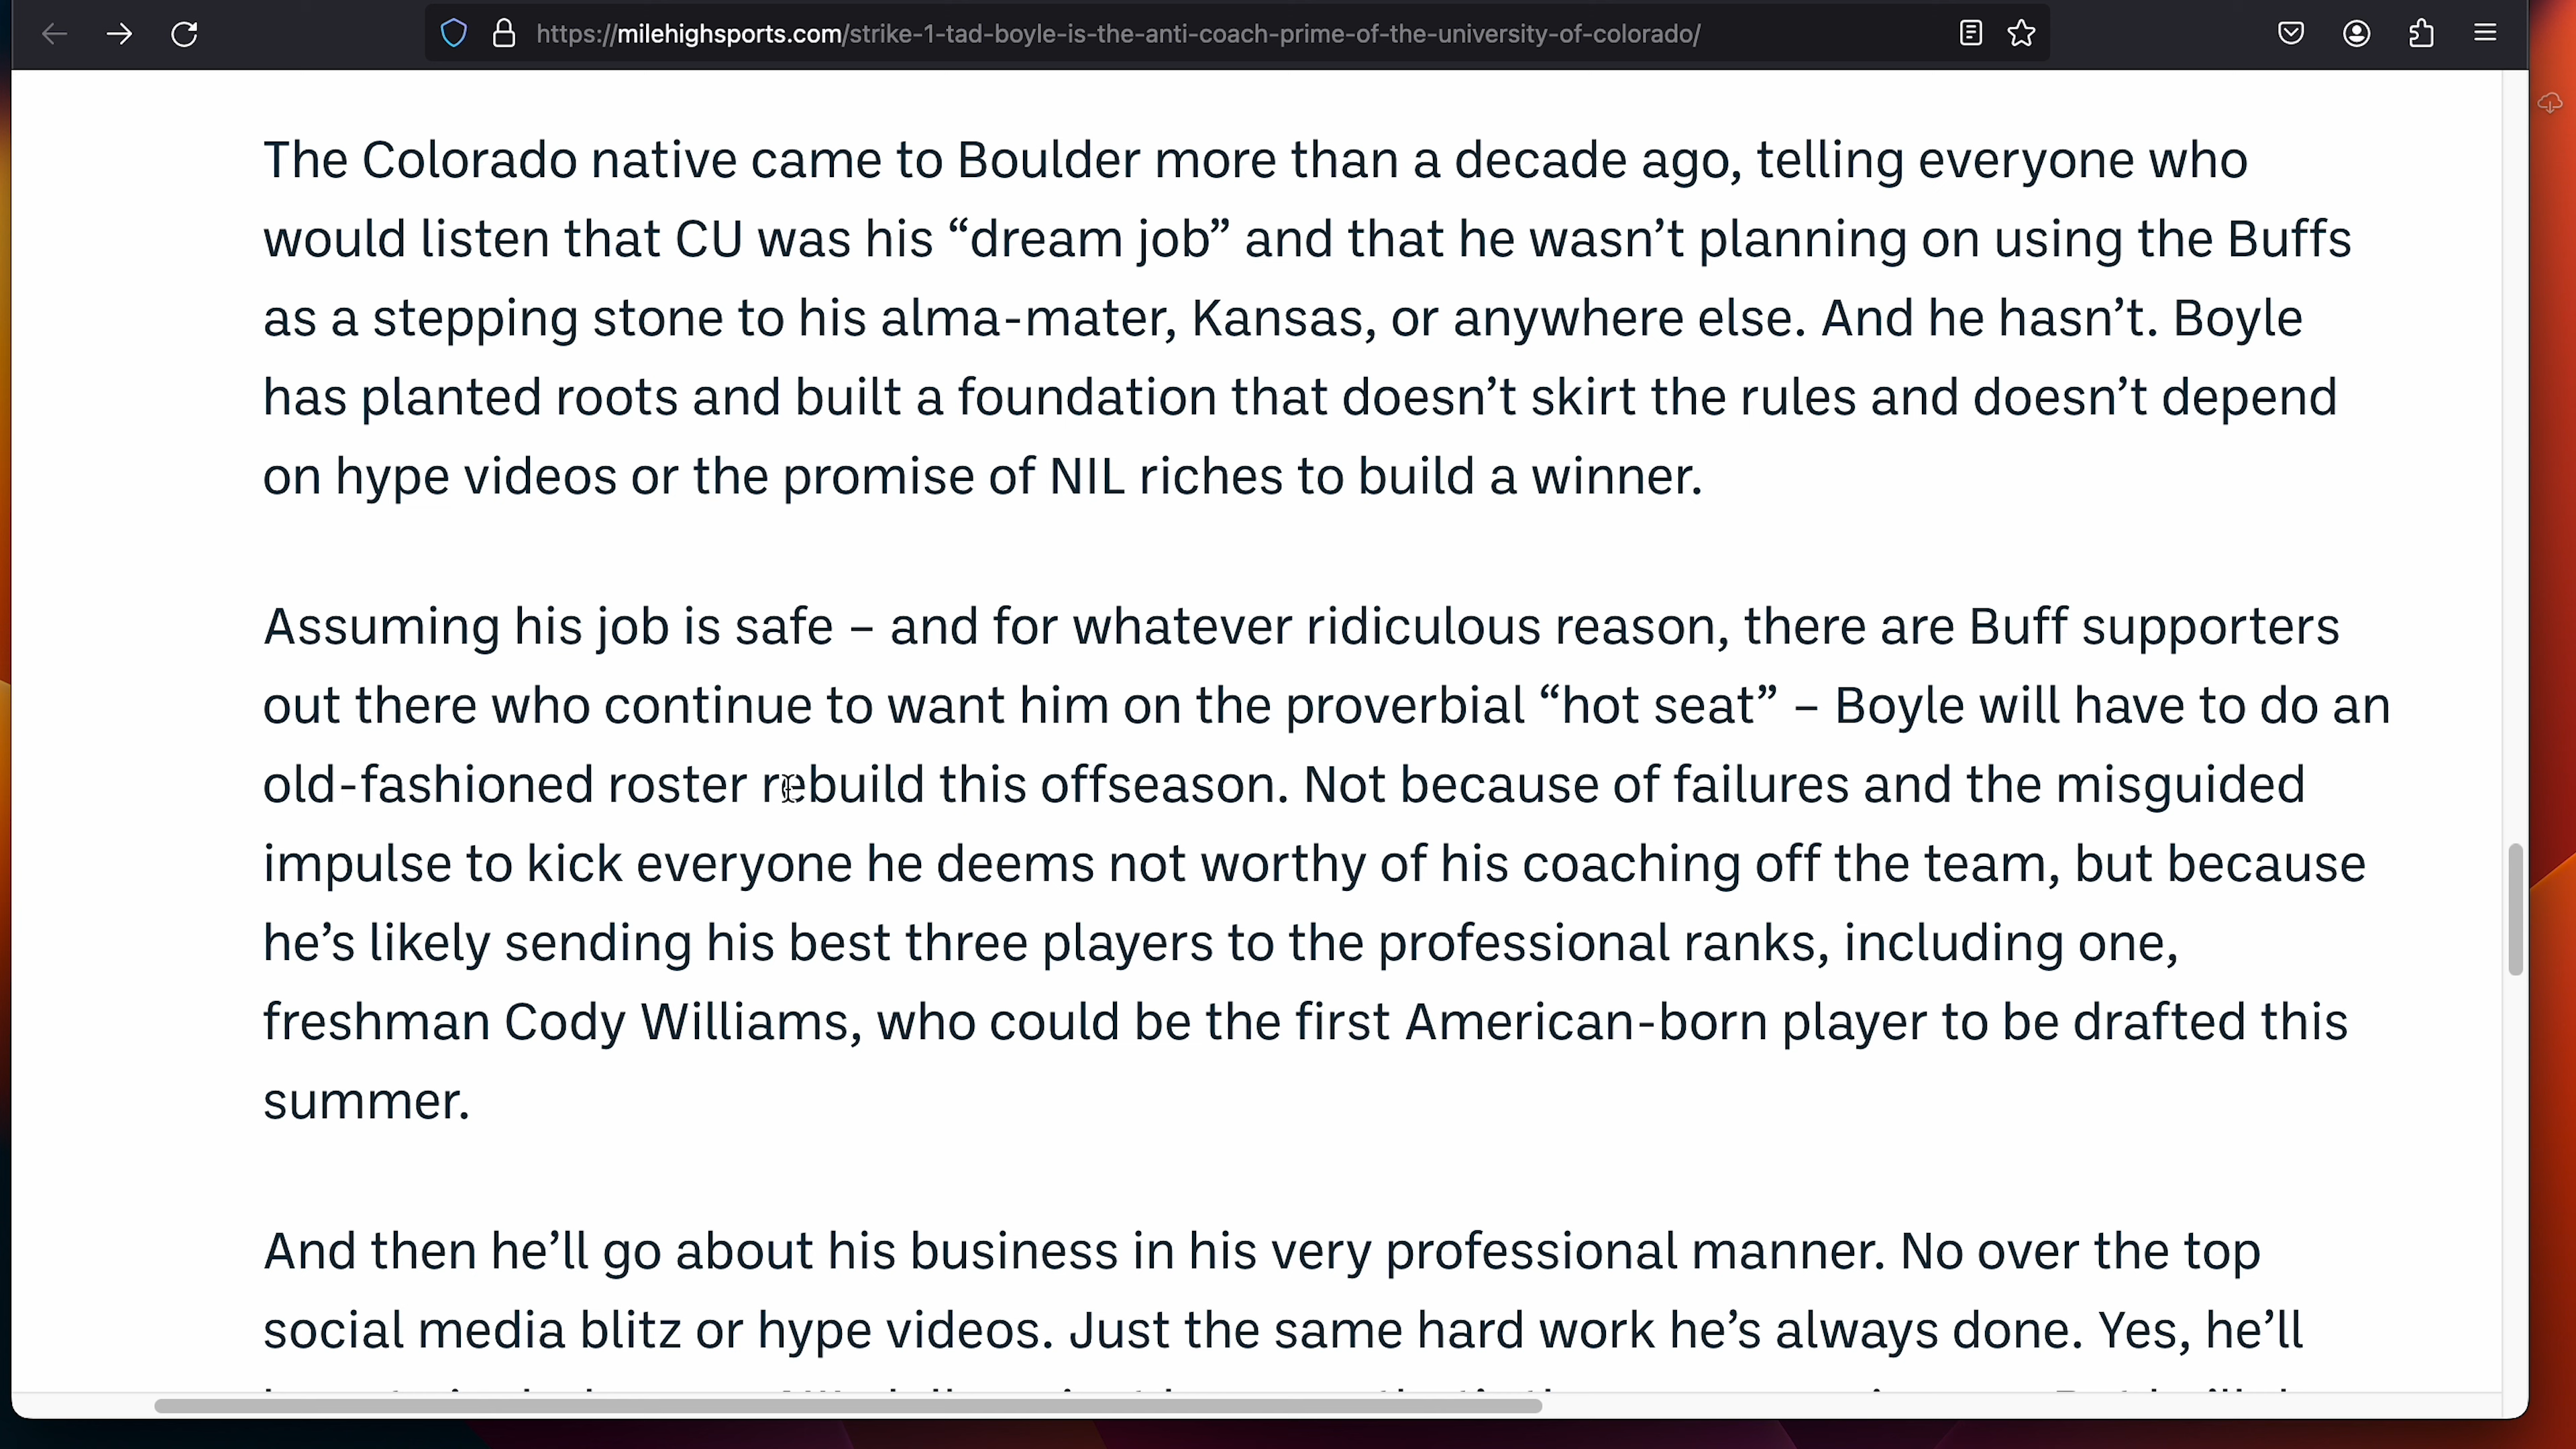 https://milehighsports.com/strike-1-tad-boyle-is-the-anti-coach-prime-of-the-university-of-colorado/
The Colorado native came to Boulder more than a decade ago, telling everyone who
would listen that CU was his “dream job” and that he wasn’t planning on using the Buffs
as a stepping stone to his alma-mater, Kansas, or anywhere else. And he hasn’t. Boyle
has planted roots and built a foundation that doesn’t skirt the rules and doesn’t depend
on hype videos or the promise of NIL riches to build a winner.
Assuming his job is safe – and for whatever ridiculous reason, there are Buff supporters
out there who continue to want him on the proverbial “hot seat” – Boyle will have to do an
old-fashioned roster rebuild this offseason. Not because of failures and the misguided
impulse to kick everyone he deems not worthy of his coaching off the team, but because
he’s likely sending his best three players to the professional ranks, including one,
freshman Cody Williams, who could be the first American-born player to be drafted this
summer.
And then he’ll go about his business in his very professional manner. No over the top
social media blitz or hype videos. Just the same hard work he’s always done. Yes, he’ll